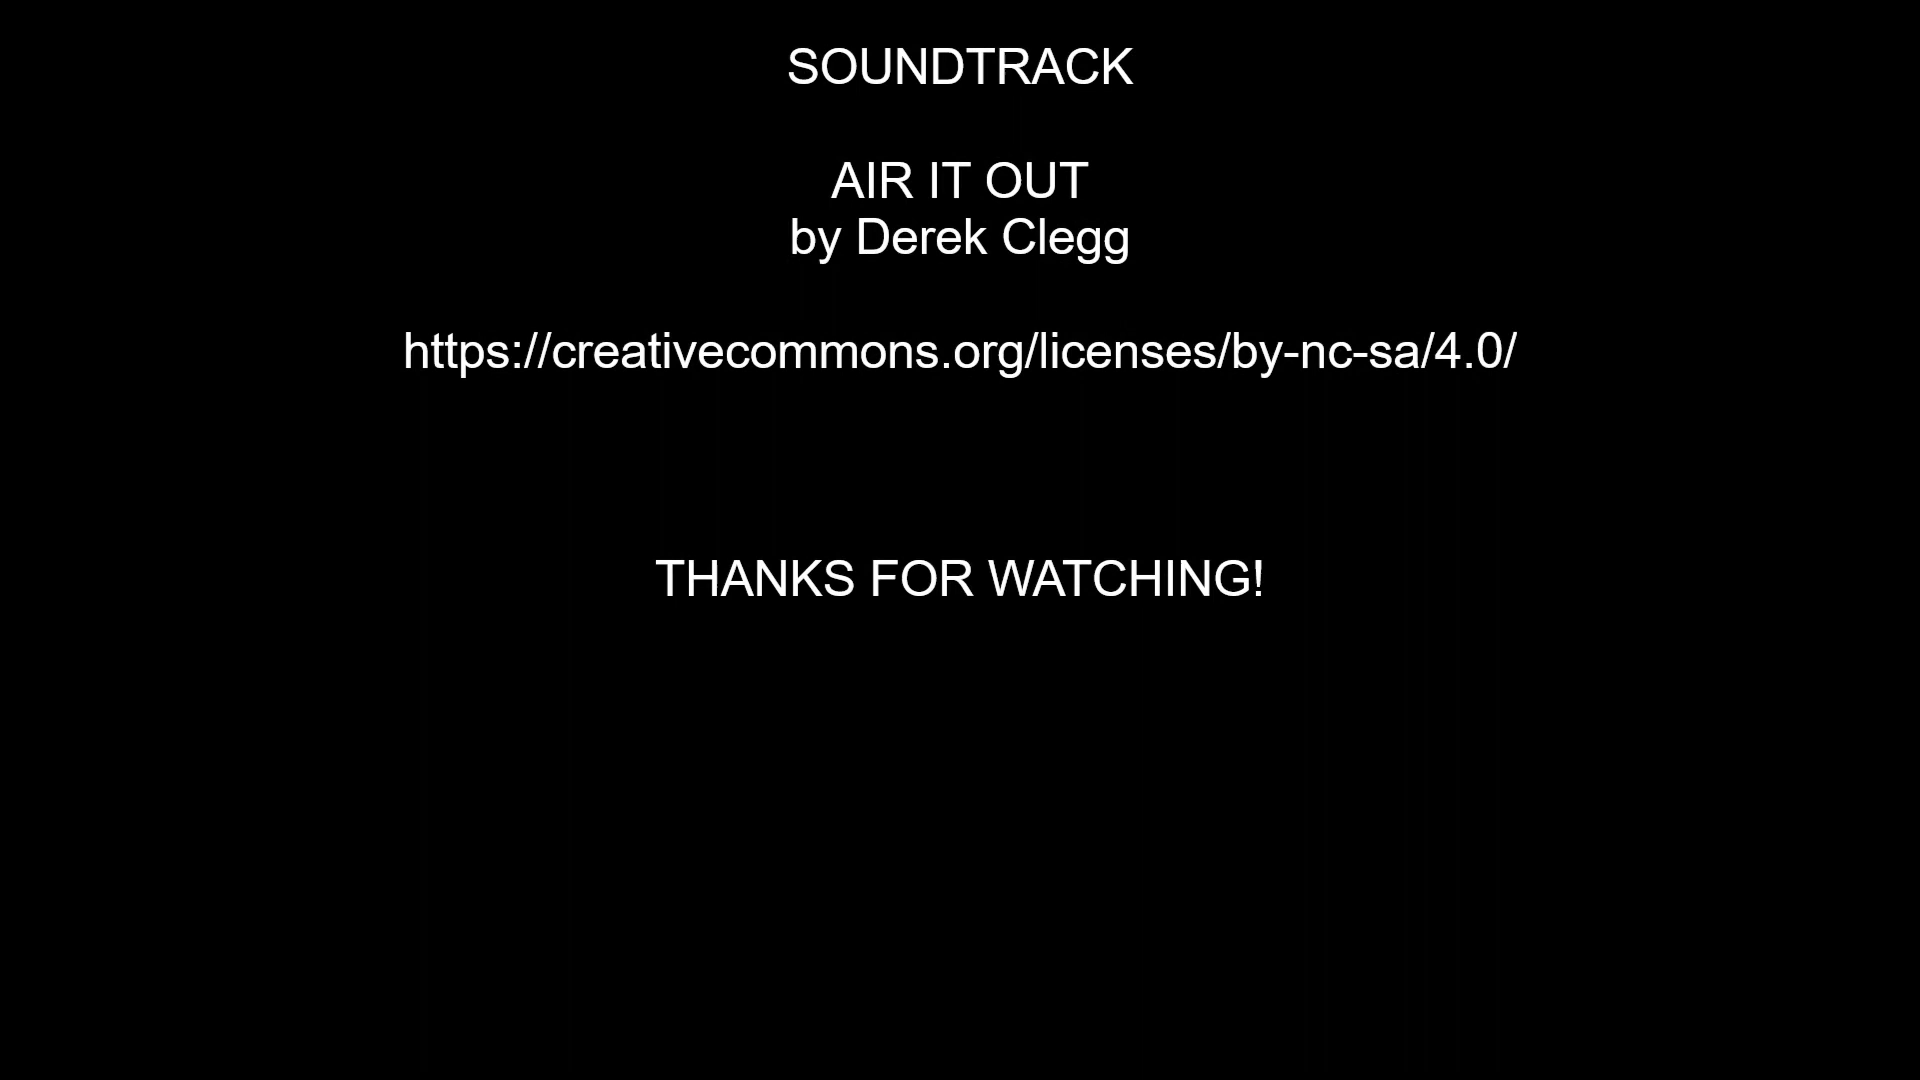 SOUNDTRACK
AIR IT OUT
by Derek Clegg
https://creativecommons.org/licenses/by-nc-sa/4.0/
THANKS FOR WATCHING!